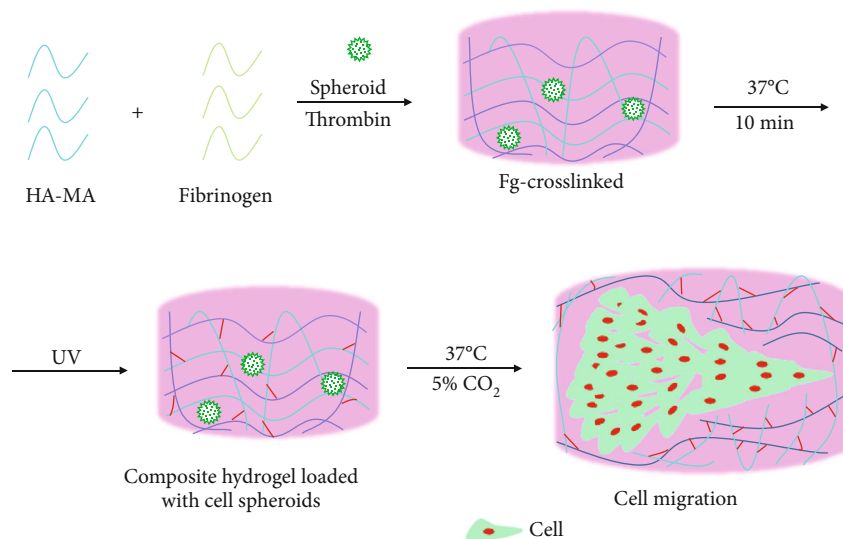 HA-MA
+
Fibrinogen
Spheroid
Thrombin
Fg-crosslinked
37°C
10 min
UV
Composite hydrogel loaded
with cell spheroids
37°C
5% CO₂
Cell migration
Cell